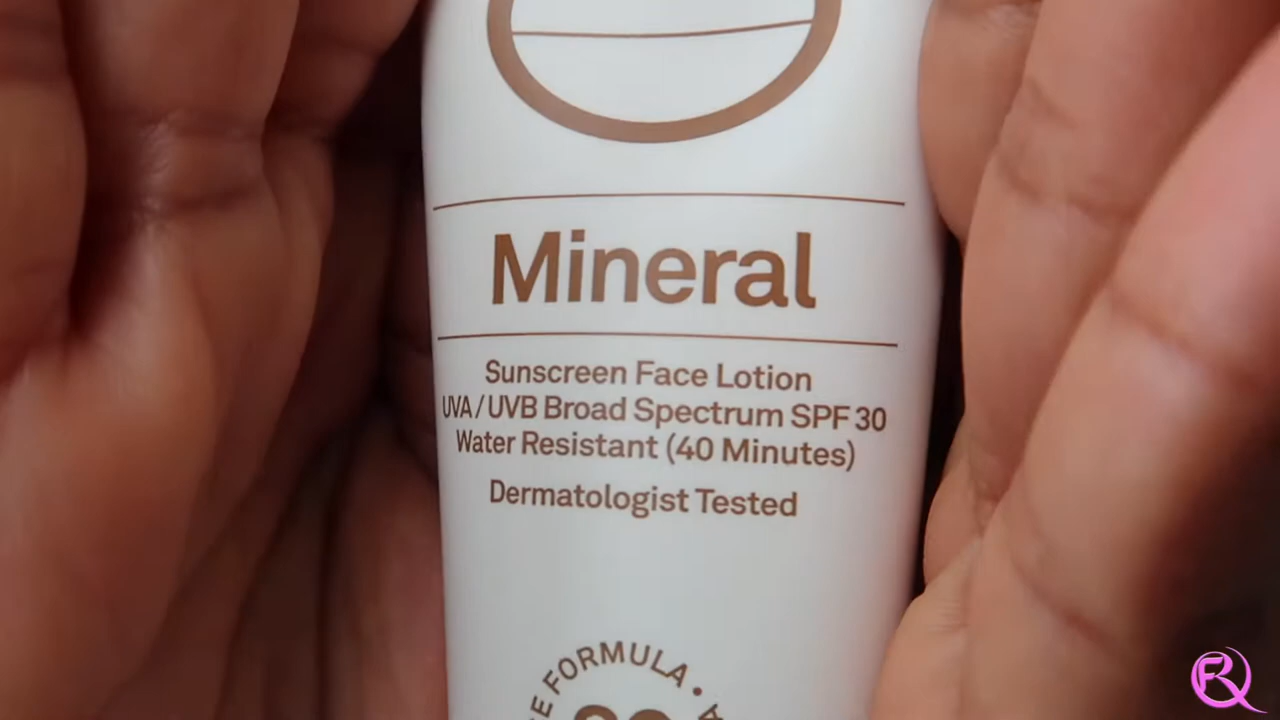 Mineral
Sunscreen Face Lotion
UVA / UVB Broad Spectrum SPF 30
Water Resistant (40 Minutes)
Dermatologist Tested
FORMULA •